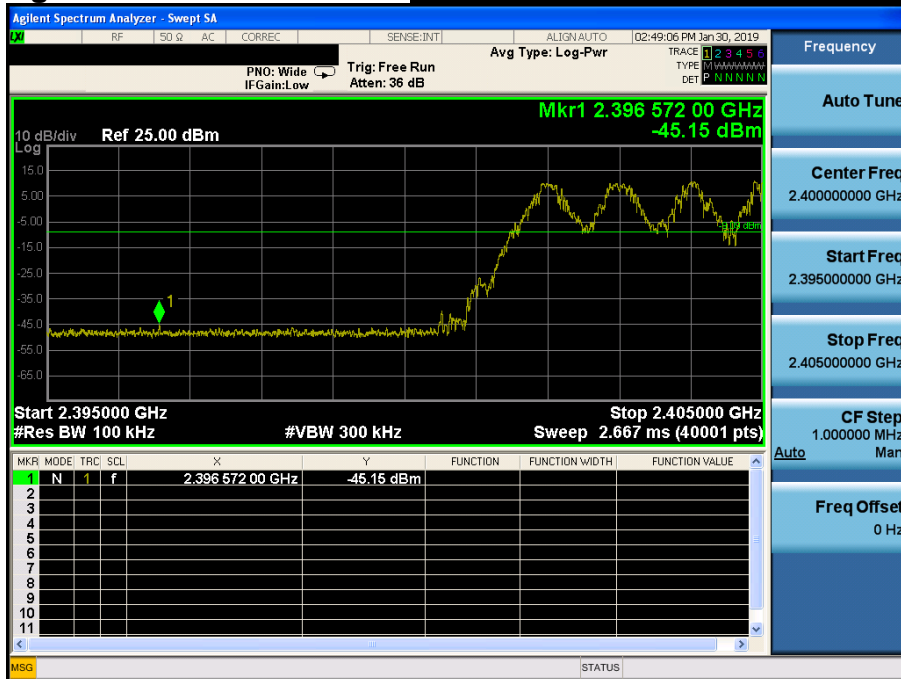 Agilent Spectrum Analyzer - Swept SA
LXI RF 50 Ω AC CORREC SENSE:INT ALIGN AUTO 02:49:06 PM Jan 30, 2019
Frequency
Avg Type: Log-Pwr
TRACE 1 2 3 4 5 6
PNO: Wide Trig: Free Run
TYPE M WWWWW
IFGain:Low Atten: 36 dB
DET P N N N N N
Auto Tune
Mkr1 2.396 572 00 GHz
10 dB/div Ref 25.00 dBm -45.15 dBm
Log
15.0
5.00
-5.00
-15.0
-25.0
-35.0
-45.0
-55.0
-65.0
1
Center Freq
2.400000000 GHz
Start Freq
2.395000000 GHz
Stop Freq
2.405000000 GHz
Start 2.395000 GHz Stop 2.405000 GHz
#Res BW 100 kHz #VBW 300 kHz Sweep 2.667 ms (40001 pts)
CF Step
1.000000 MHz
Auto Man
MKR MODE TRC SCL X Y FUNCTION FUNCTION WIDTH FUNCTION VALUE
1 N 1 f 2.396 572 00 GHz -45.15 dBm
2
3
4
5
6
7
8
9
10
11
Freq Offset
0 Hz
MSG STATUS